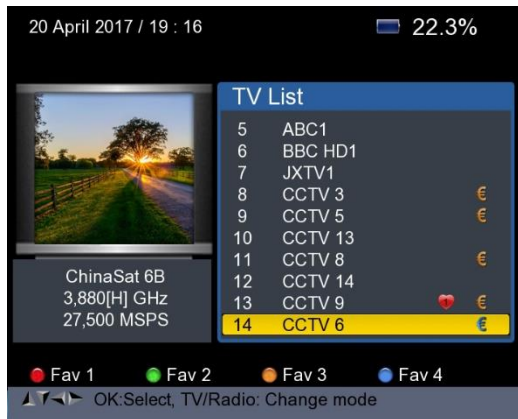 20 April 2017 / 19 : 16
22.3%
TV List
5 ABC1
6 BBC HD1
7 JXTV1
8 CCTV 3 €
9 CCTV 5 €
10 CCTV 13
11 CCTV 8 €
12 CCTV 14
13 CCTV 9 1 €
14 CCTV 6 €
ChinaSat 6B
3,880[H] GHz
27,500 MSPS
Fav 1
Fav 2
Fav 3
Fav 4
OK:Select, TV/Radio: Change mode